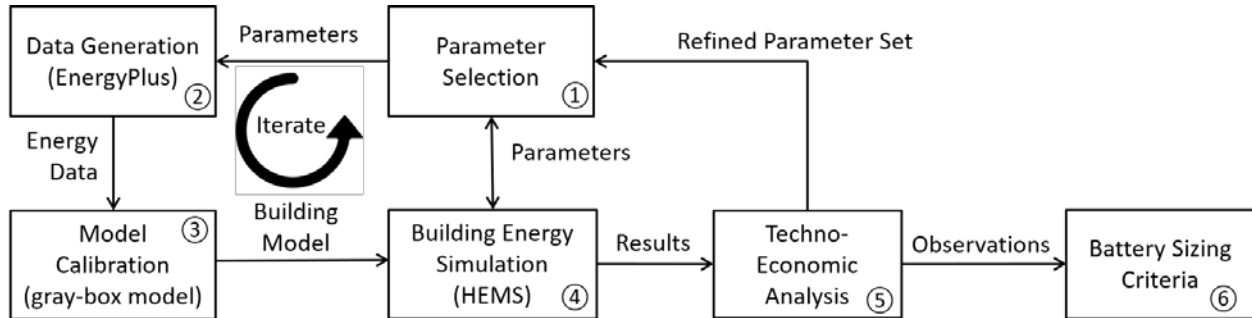 Data Generation
(EnergyPlus)
②
Parameters
Parameter
Selection
①
Refined Parameter Set
Iterate
Energy
Data
Parameters
Model
Calibration
(gray-box model)
③
Building
Model
Building Energy
Simulation
(HEMS)
④
Results
Techno-
Economic
Analysis
⑤
Observations
Battery Sizing
Criteria
⑥